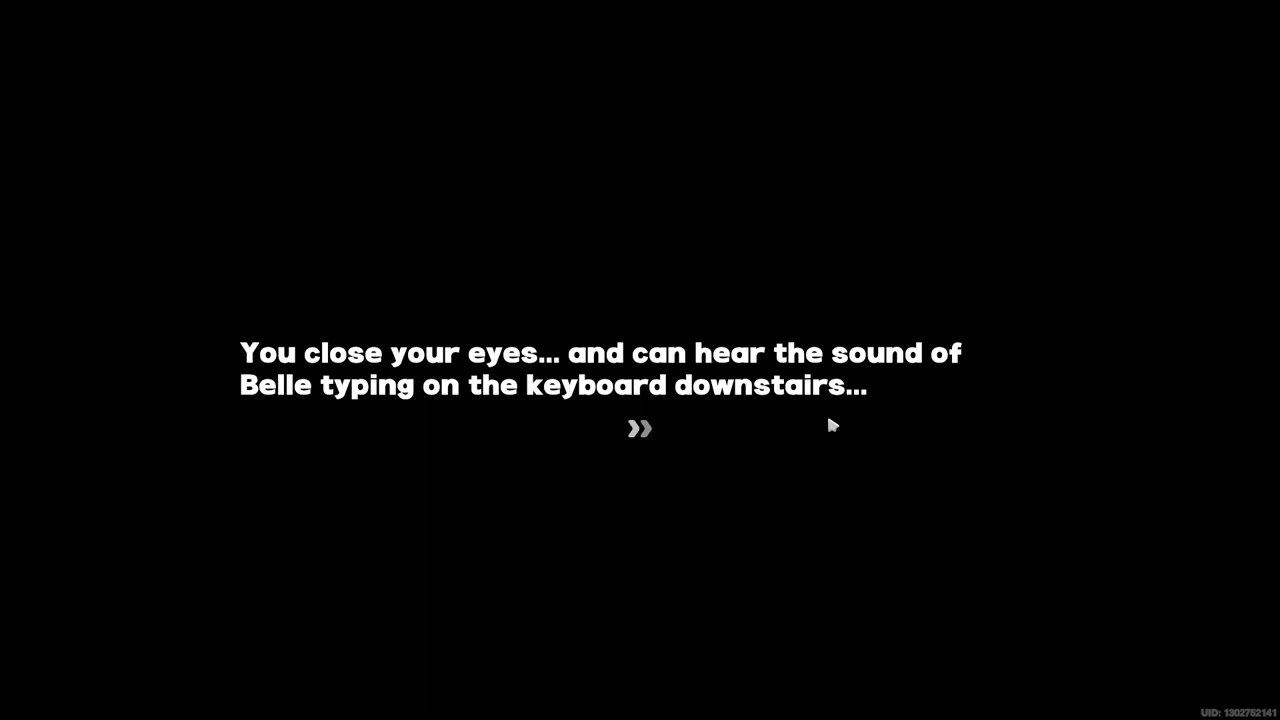 You close your eyes... and can hear the sound of
Belle typing on the keyboard downstairs...
UID: 1302752141